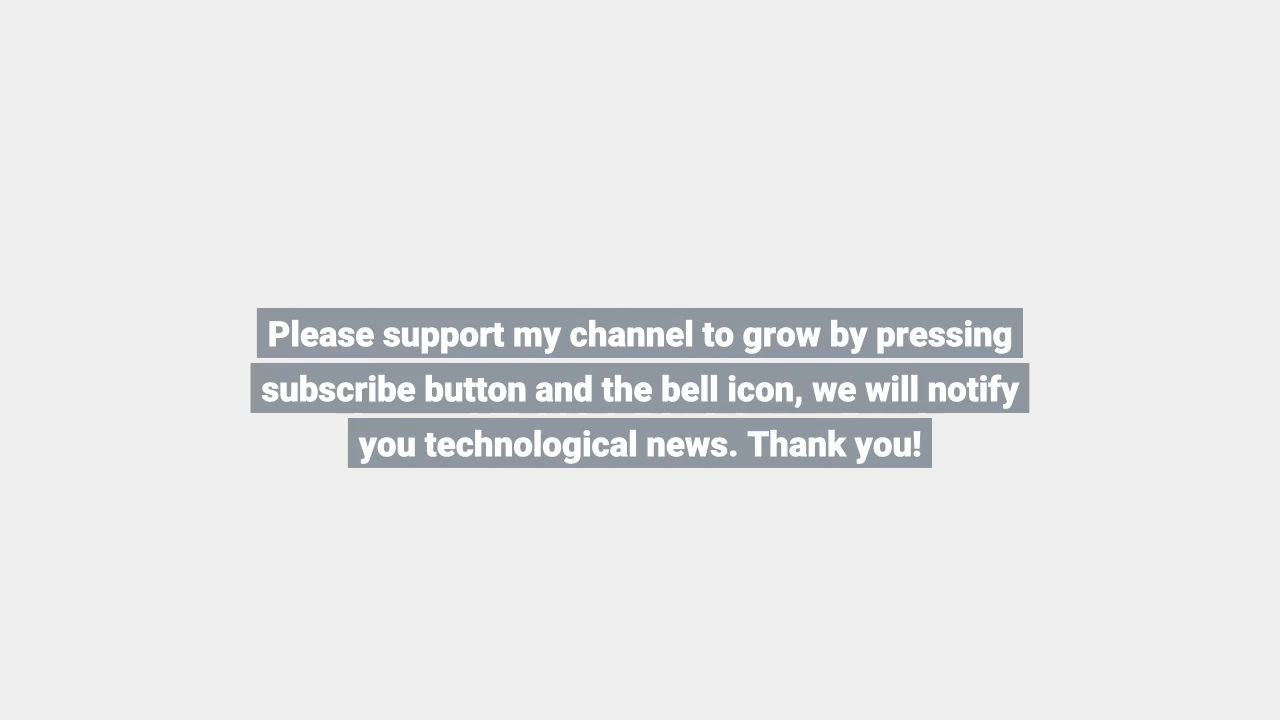 Please support my channel to grow by pressing
subscribe button and the bell icon, we will notify
you technological news. Thank you!